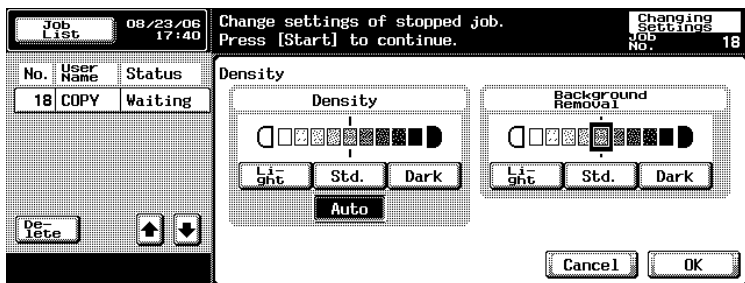 Job
List
08/23/06
17:40
Change settings of stopped job.
Press [Start] to continue.
Changing
Settings
Job
No. 18
No. User
Name Status
18 COPY Waiting
De-
lete
Density
Density
Li-
ght
Std.
Dark
Auto
Background
Removal
Li-
ght
Std.
Dark
Cancel
OK